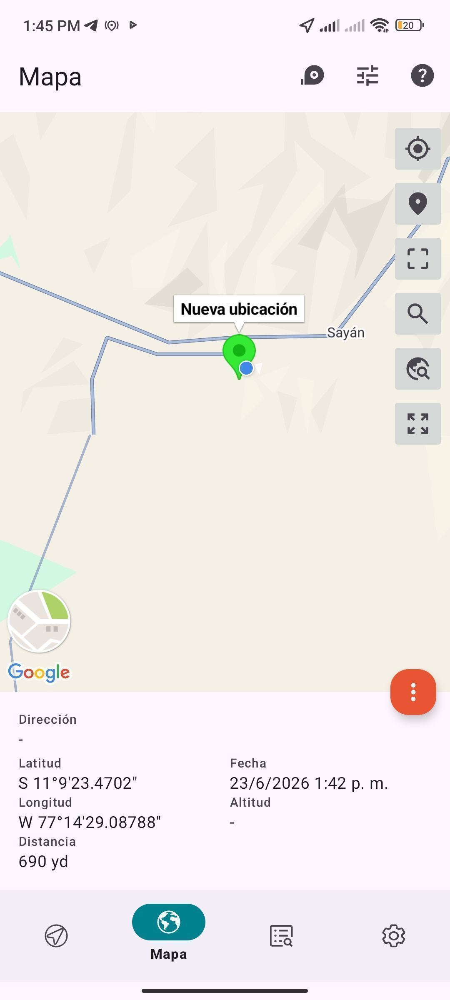 1:45 PM
20
Mapa
Nueva ubicación
Sayán
Google
Dirección
-
Latitud
Fecha
S 11°9'23.4702"
23/6/2026 1:42 p. m.
Longitud
Altitud
W 77°14'29.08788"
-
Distancia
690 yd
Mapa